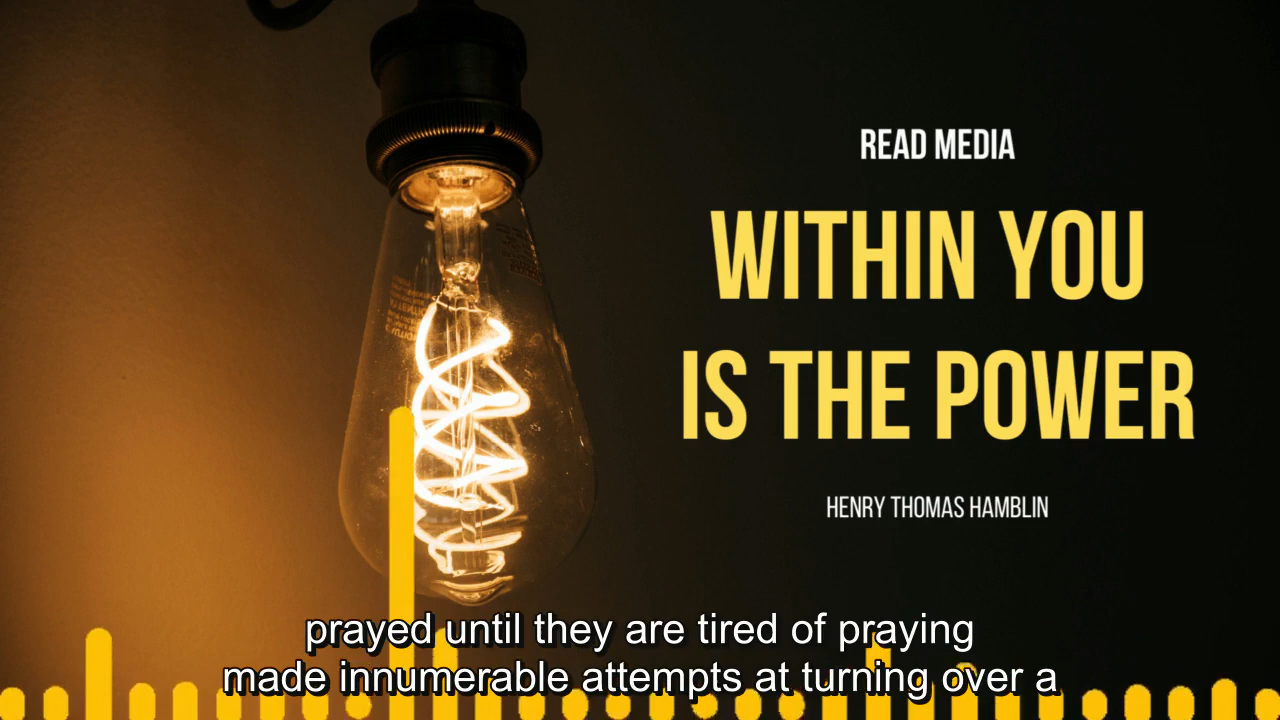 READ MEDIA
WITHIN YOU
IS THE POWER
HENRY THOMAS HAMBLIN
prayed until they are tired of praying
made innumerable attempts at turning over a